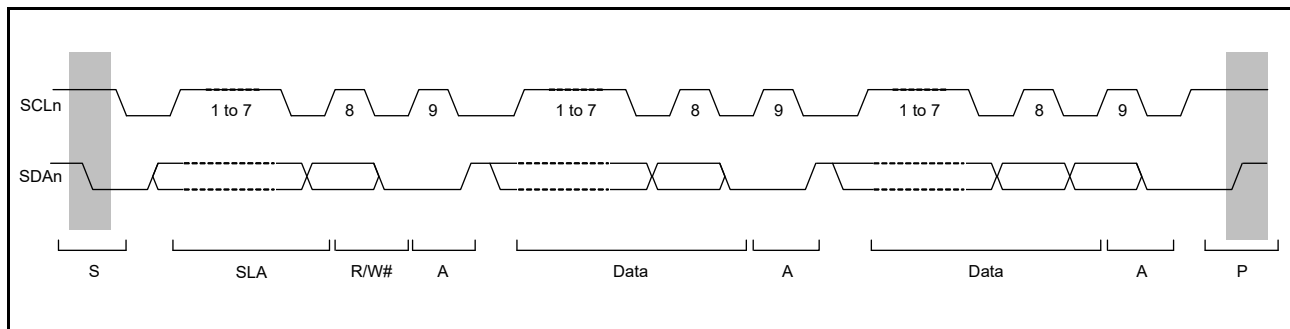 SCLn 1 to 7 8 9 1 to 7 8 9 1 to 7 8 9
SDAn
S SLA R/W# A Data A Data A P